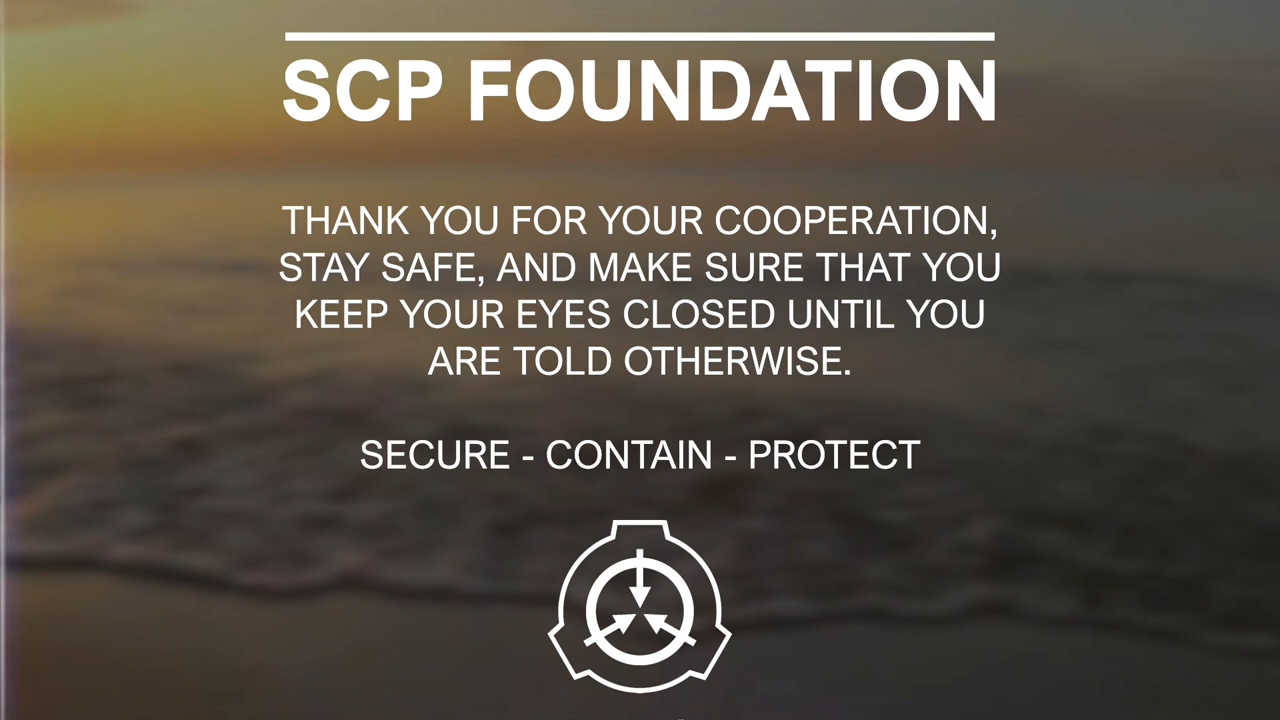 SCP FOUNDATION
THANK YOU FOR YOUR COOPERATION,
STAY SAFE, AND MAKE SURE THAT YOU
KEEP YOUR EYES CLOSED UNTIL YOU
ARE TOLD OTHERWISE.
SECURE - CONTAIN - PROTECT